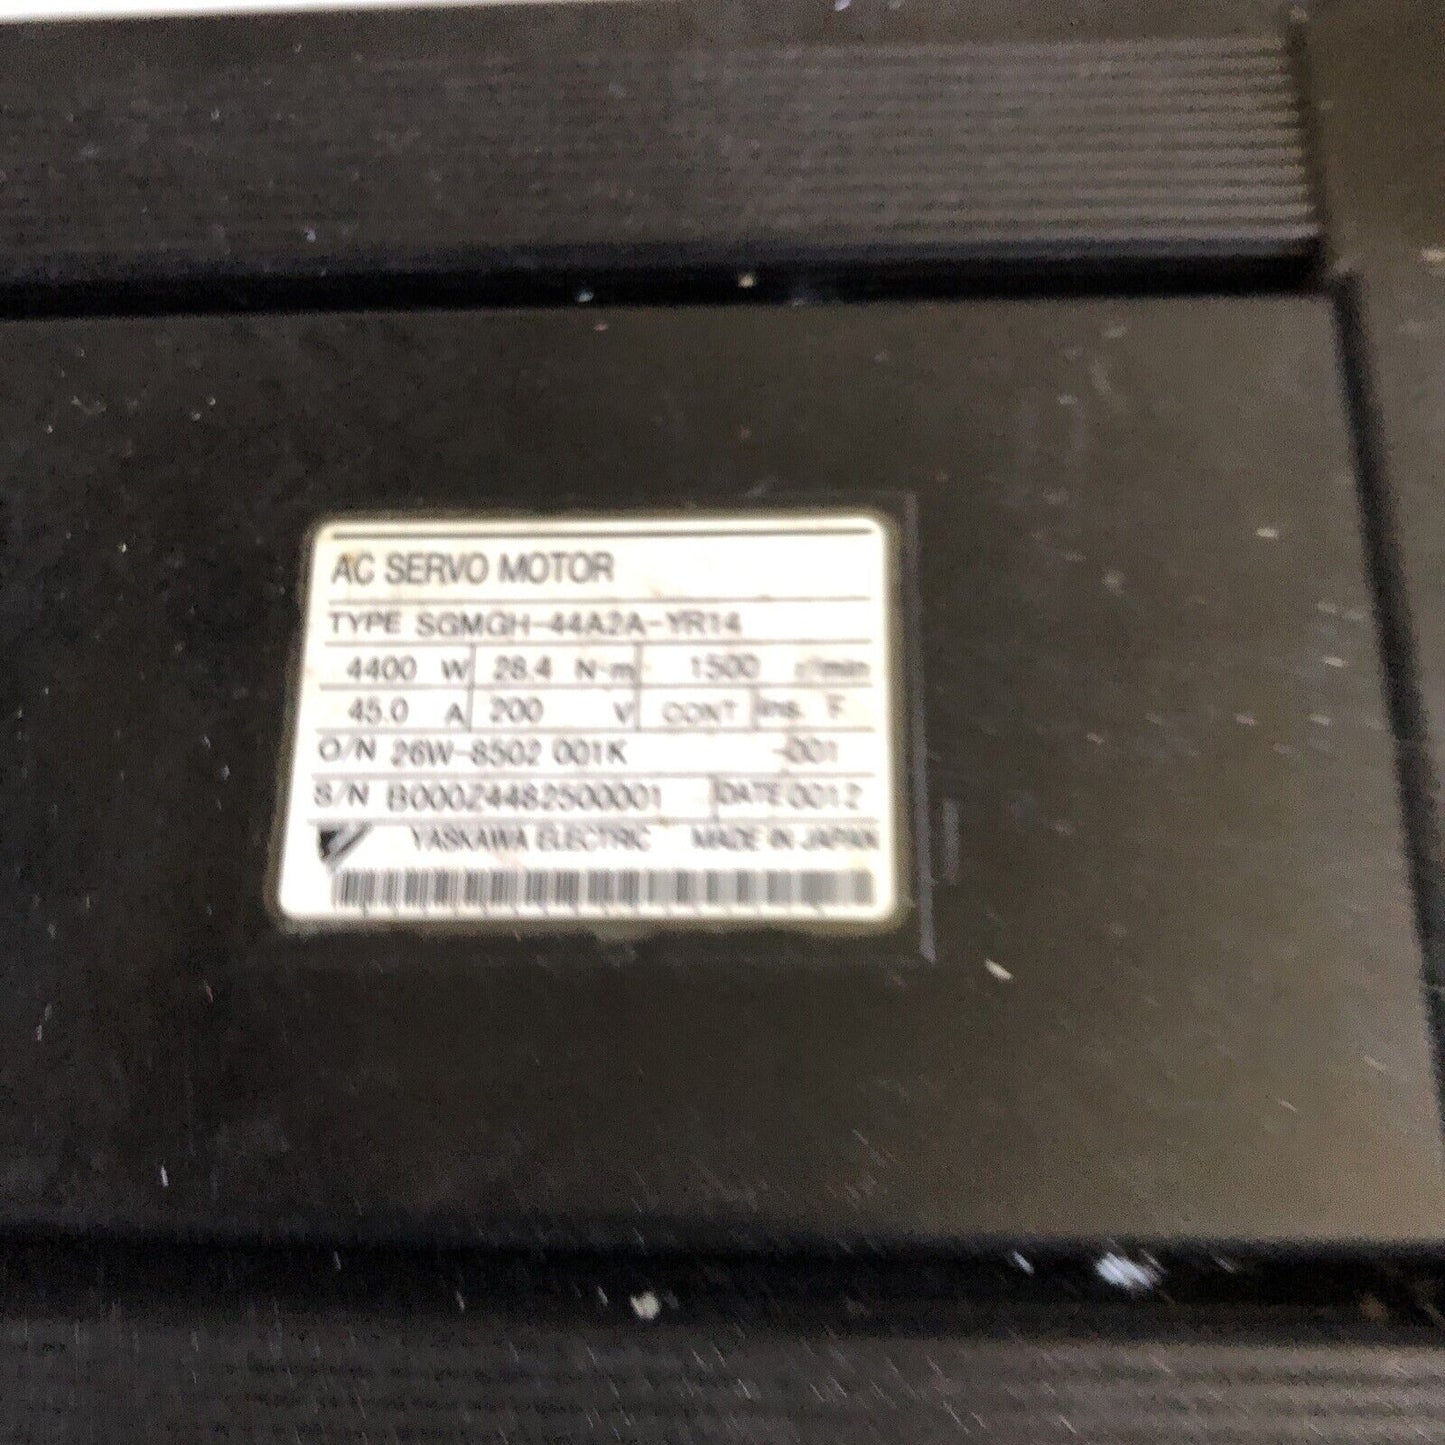 AC SERVO MOTOR
TYPE SGMGH-44A2A-YR14
4400 W 28.4 N-m 1500 r/min
45.0 A 200 V CONT Ins. F
O/N 26W-8502 001K -001
S/N B000Z4482500001 DATE 0012
YASKAWA ELECTRIC MADE IN JAPAN